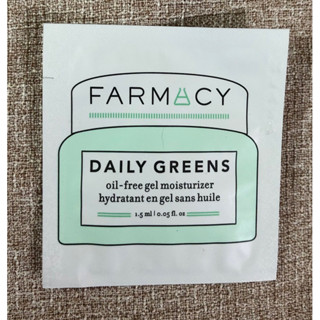 FARMACY
DAILY GREENS
oil-free gel moisturizer
hydratant en gel sans huile
1.5 ml | 0.05 fl. oz